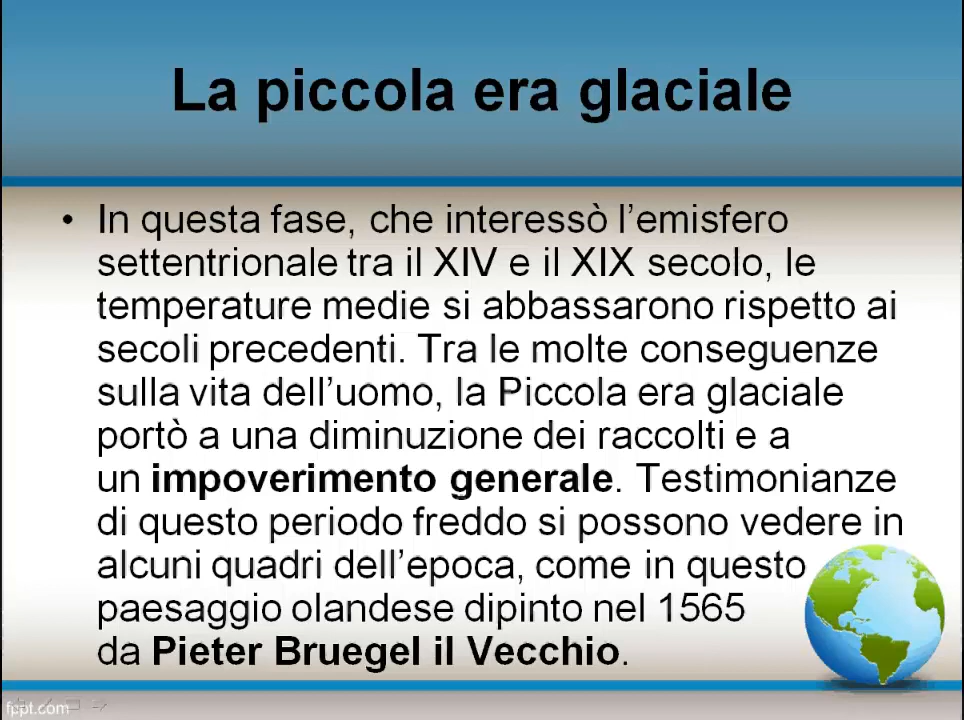 La piccola era glaciale
• In questa fase, che interessò l’emisfero
settentrionale tra il XIV e il XIX secolo, le
temperature medie si abbassarono rispetto ai
secoli precedenti. Tra le molte conseguenze
sulla vita dell’uomo, la Piccola era glaciale
portò a una diminuzione dei raccolti e a
un impoverimento generale. Testimonianze
di questo periodo freddo si possono vedere in
alcuni quadri dell’epoca, come in questo
paesaggio olandese dipinto nel 1565
da Pieter Bruegel il Vecchio.
fppt.com